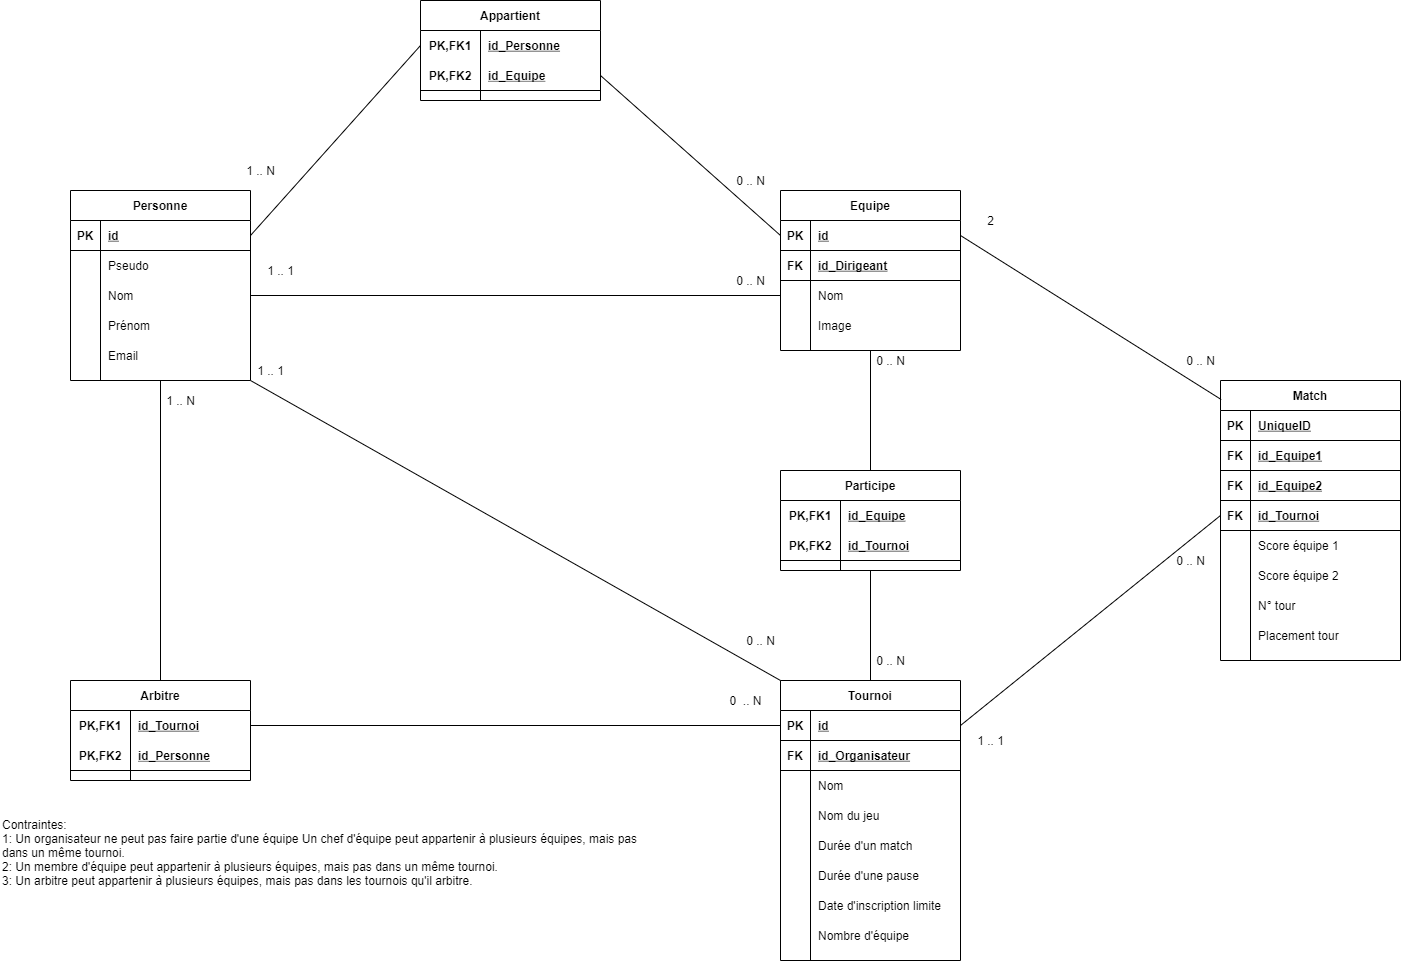 Appartient
PK,FK1 id_Personne
PK,FK2 id_Equipe
1 .. N
0 .. N
Personne
PK id
Pseudo
Nom
Prénom
Email
1 .. 1
0 .. N
Equipe
PK id
FK id_Dirigeant
Nom
Image
2
0 .. N
1 .. 1
1 .. N
0 .. N
Match
PK UniqueID
FK id_Equipe1
FK id_Equipe2
FK id_Tournoi
Score équipe 1
Score équipe 2
N° tour
Placement tour
Participe
PK,FK1 id_Equipe
PK,FK2 id_Tournoi
0 .. N
0 .. N
0 .. N
Arbitre
PK,FK1 id_Tournoi
PK,FK2 id_Personne
0 .. N
Tournoi
PK id
FK id_Organisateur
Nom
Nom du jeu
Durée d'un match
Durée d'une pause
Date d'inscription limite
Nombre d'équipe
1 .. 1
Contraintes:
1: Un organisateur ne peut pas faire partie d'une équipe Un chef d'équipe peut appartenir à plusieurs équipes, mais pas
dans un même tournoi.
2: Un membre d'équipe peut appartenir à plusieurs équipes, mais pas dans un même tournoi.
3: Un arbitre peut appartenir à plusieurs équipes, mais pas dans les tournois qu'il arbitre.